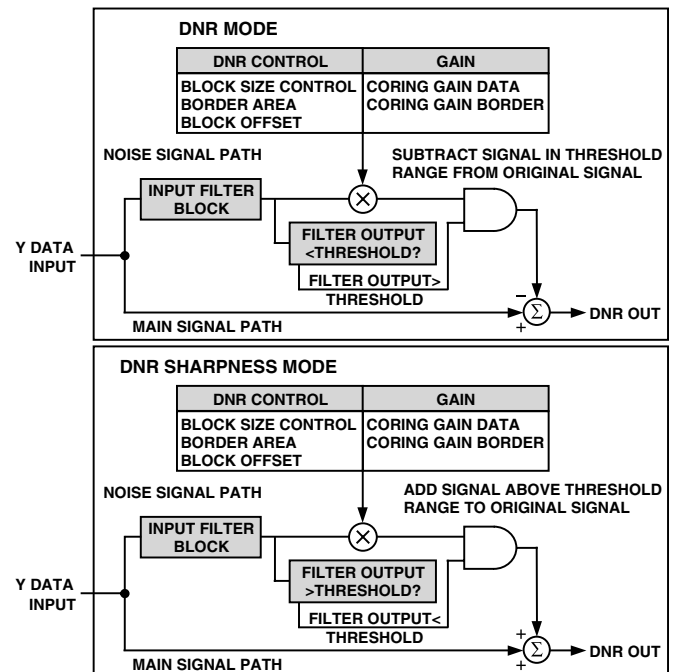 DNR MODE
DNR CONTROL GAIN
BLOCK SIZE CONTROL CORING GAIN DATA
BORDER AREA CORING GAIN BORDER
BLOCK OFFSET
NOISE SIGNAL PATH
SUBTRACT SIGNAL IN THRESHOLD
RANGE FROM ORIGINAL SIGNAL
INPUT FILTER
BLOCK
×
FILTER OUTPUT
<THRESHOLD?
Y DATA
INPUT
FILTER OUTPUT>
THRESHOLD
MAIN SIGNAL PATH
–
Σ
+
DNR OUT
DNR SHARPNESS MODE
DNR CONTROL GAIN
BLOCK SIZE CONTROL CORING GAIN DATA
BORDER AREA CORING GAIN BORDER
BLOCK OFFSET
NOISE SIGNAL PATH
ADD SIGNAL ABOVE THRESHOLD
RANGE TO ORIGINAL SIGNAL
INPUT FILTER
BLOCK
×
FILTER OUTPUT
>THRESHOLD?
Y DATA
INPUT
FILTER OUTPUT<
THRESHOLD
MAIN SIGNAL PATH
+
Σ
+
DNR OUT